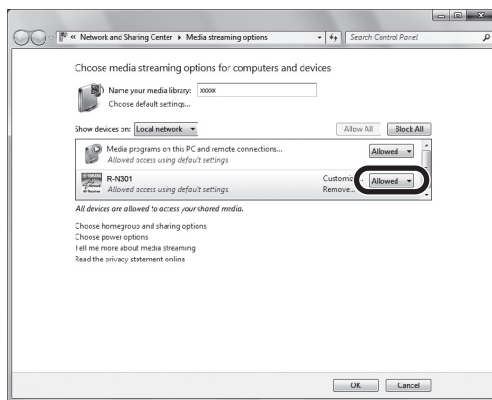 « Network and Sharing Center ▸ Media streaming options
Search Control Panel
Choose media streaming options for computers and devices
Name your media library: xxxxx
Choose default settings...
Show devices on: Local network
Allow All
Block All
Media programs on this PC and remote connections...
Allowed access using default settings.
Allowed
R-N301
Allowed access using default settings.
Customiz
Remove...
Allowed
All devices are allowed to access your shared media.
Choose homegroup and sharing options
Choose power options
Tell me more about media streaming
Read the privacy statement online
OK
Cancel